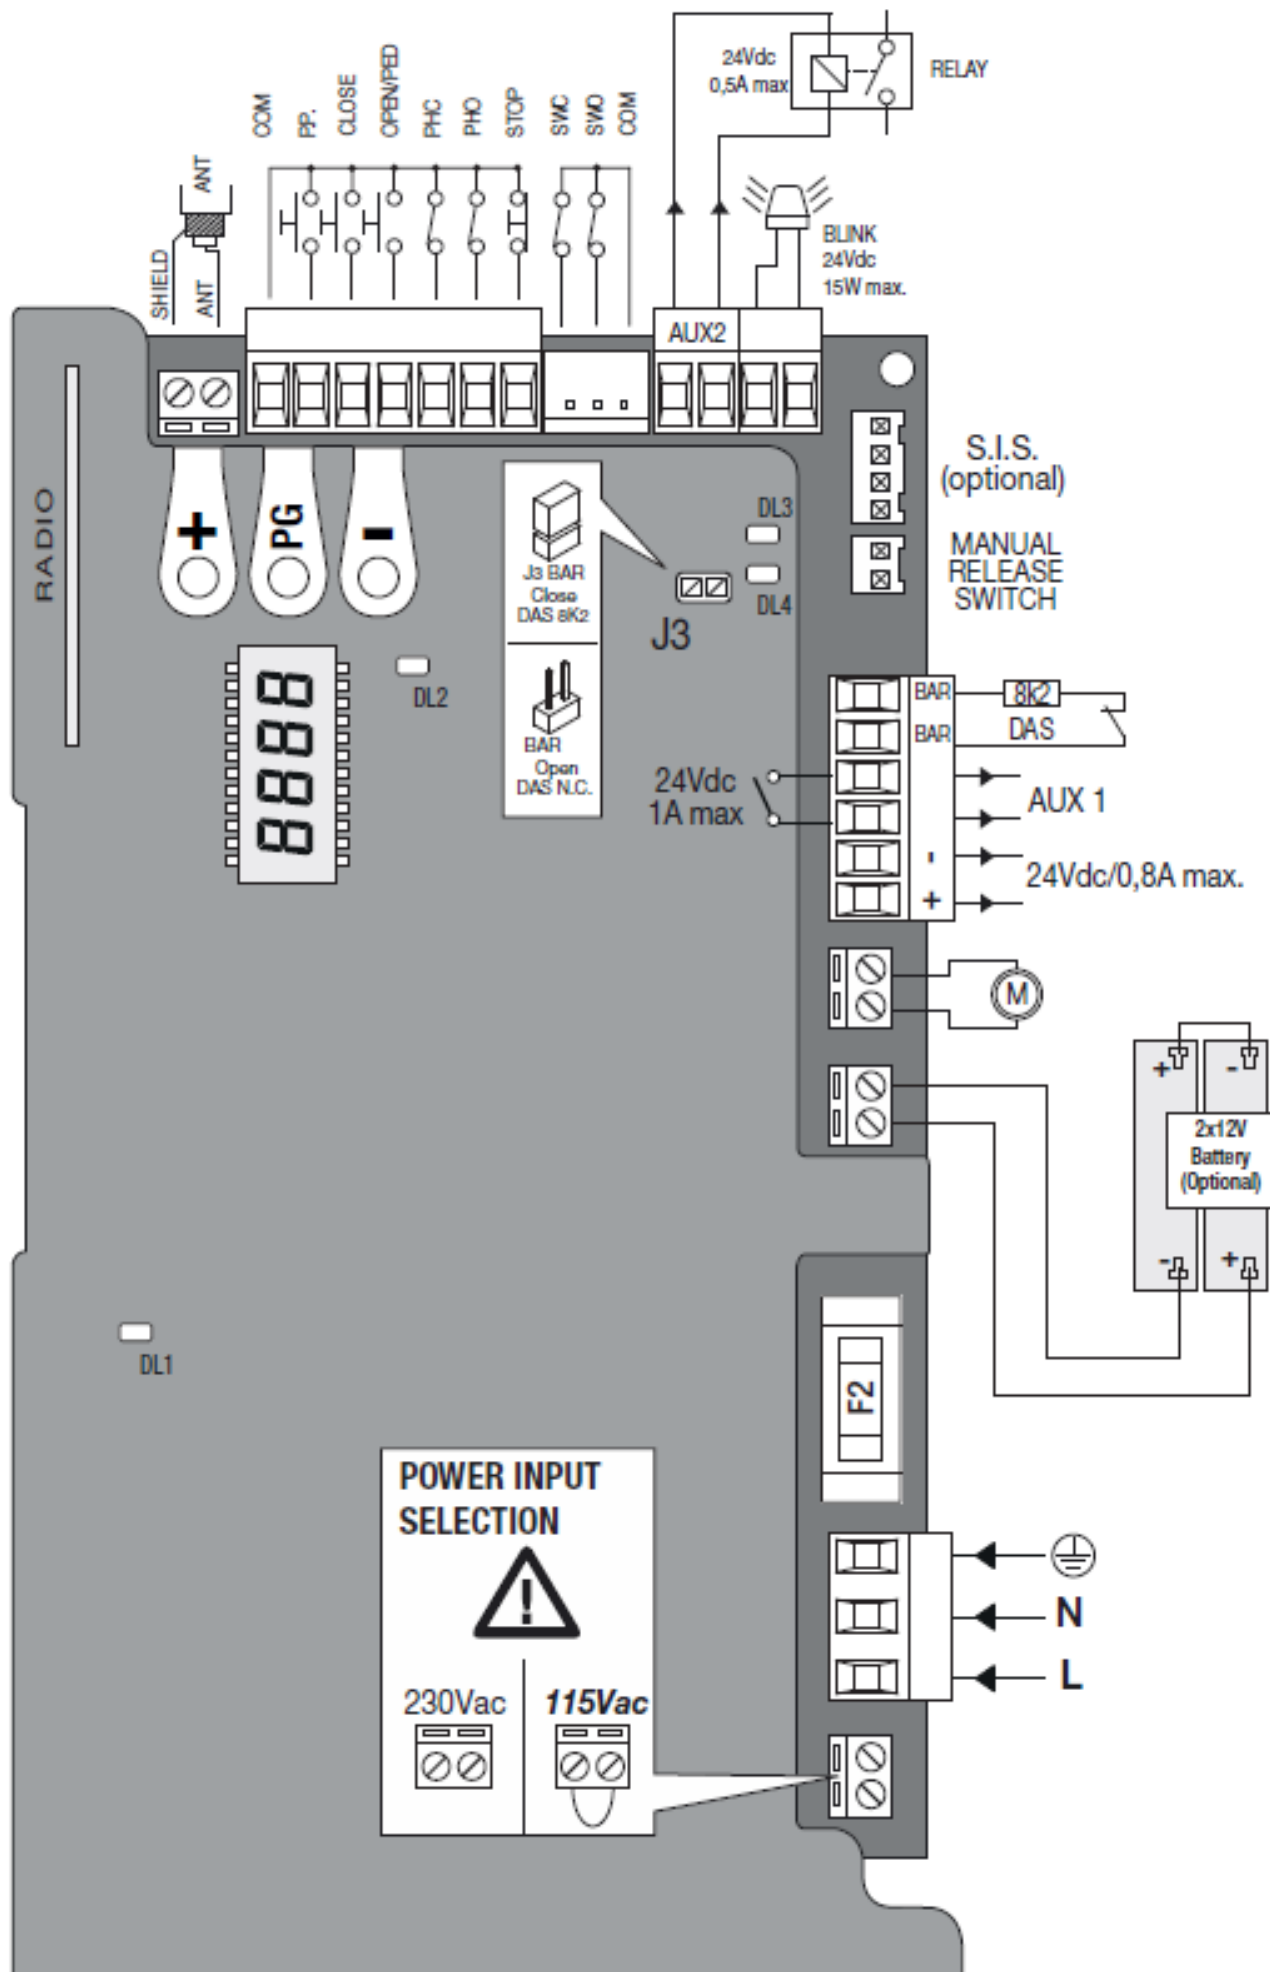 24Vdc
0,5A max
RELAY
COM
P.P.
CLOSE
OPEN/PED
PHC
PHO
STOP
SWC
SWO
COM
ANT
SHIELD
ANT
BLINK
24Vdc
15W max.
AUX2
RADIO
+
PG
-
J3 BAR
Close
DAS 8K2
BAR
Open
DAS N.C.
J3
DL3
DL4
DL2
S.I.S.
(optional)
MANUAL
RELEASE
SWITCH
8888
BAR
8k2
BAR
DAS
24Vdc
1A max
AUX 1
-
24Vdc/0,8A max.
+
M
+
-
2x12V
Battery
(Optional)
-
+
DL1
F2
POWER INPUT
SELECTION
!
230Vac
115Vac
N
L